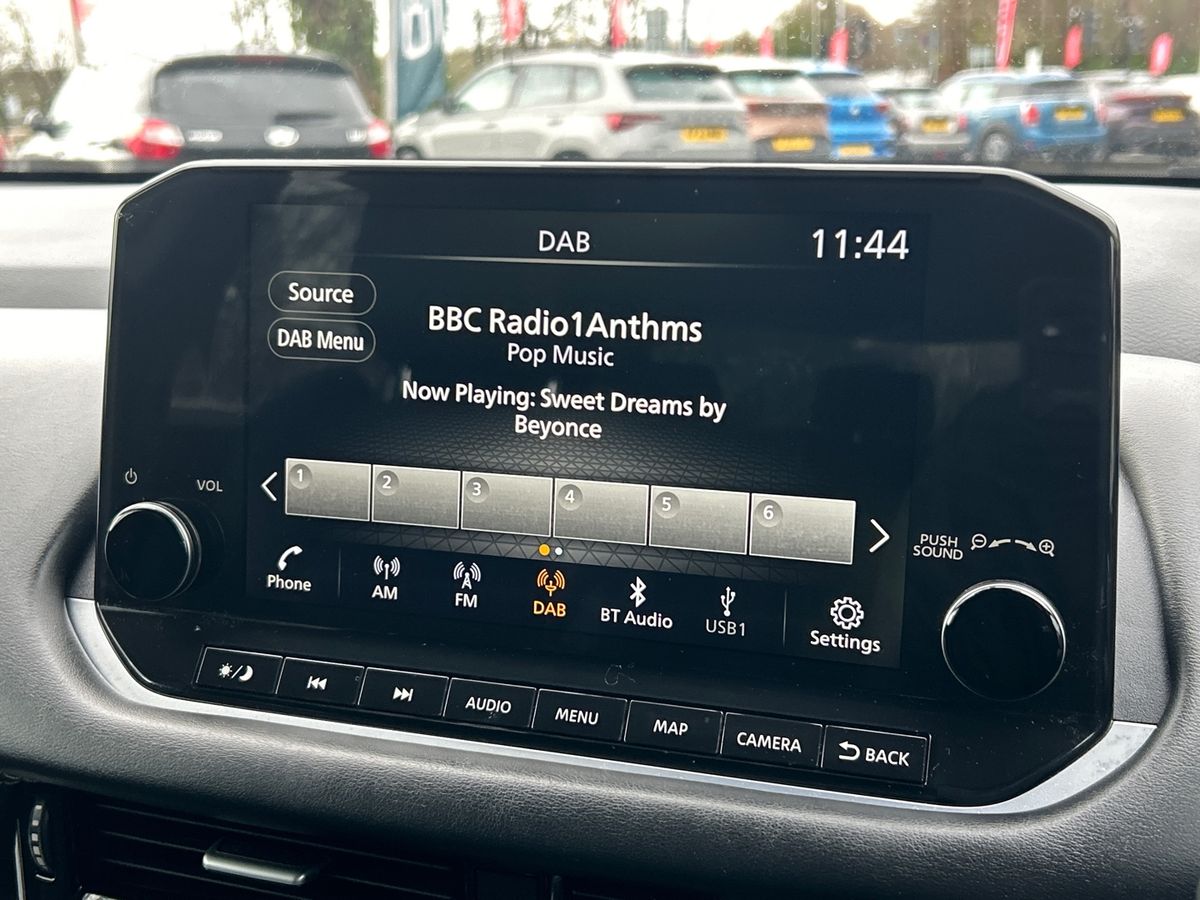 DAB
11:44
Source
DAB Menu
BBC Radio1Anthms
Pop Music
Now Playing: Sweet Dreams by
Beyonce
1 2 3 4 5 6
VOL
PUSH
SOUND
Phone
AM
FM
DAB
BT Audio
USB1
Settings
AUDIO
MENU
MAP
CAMERA
BACK